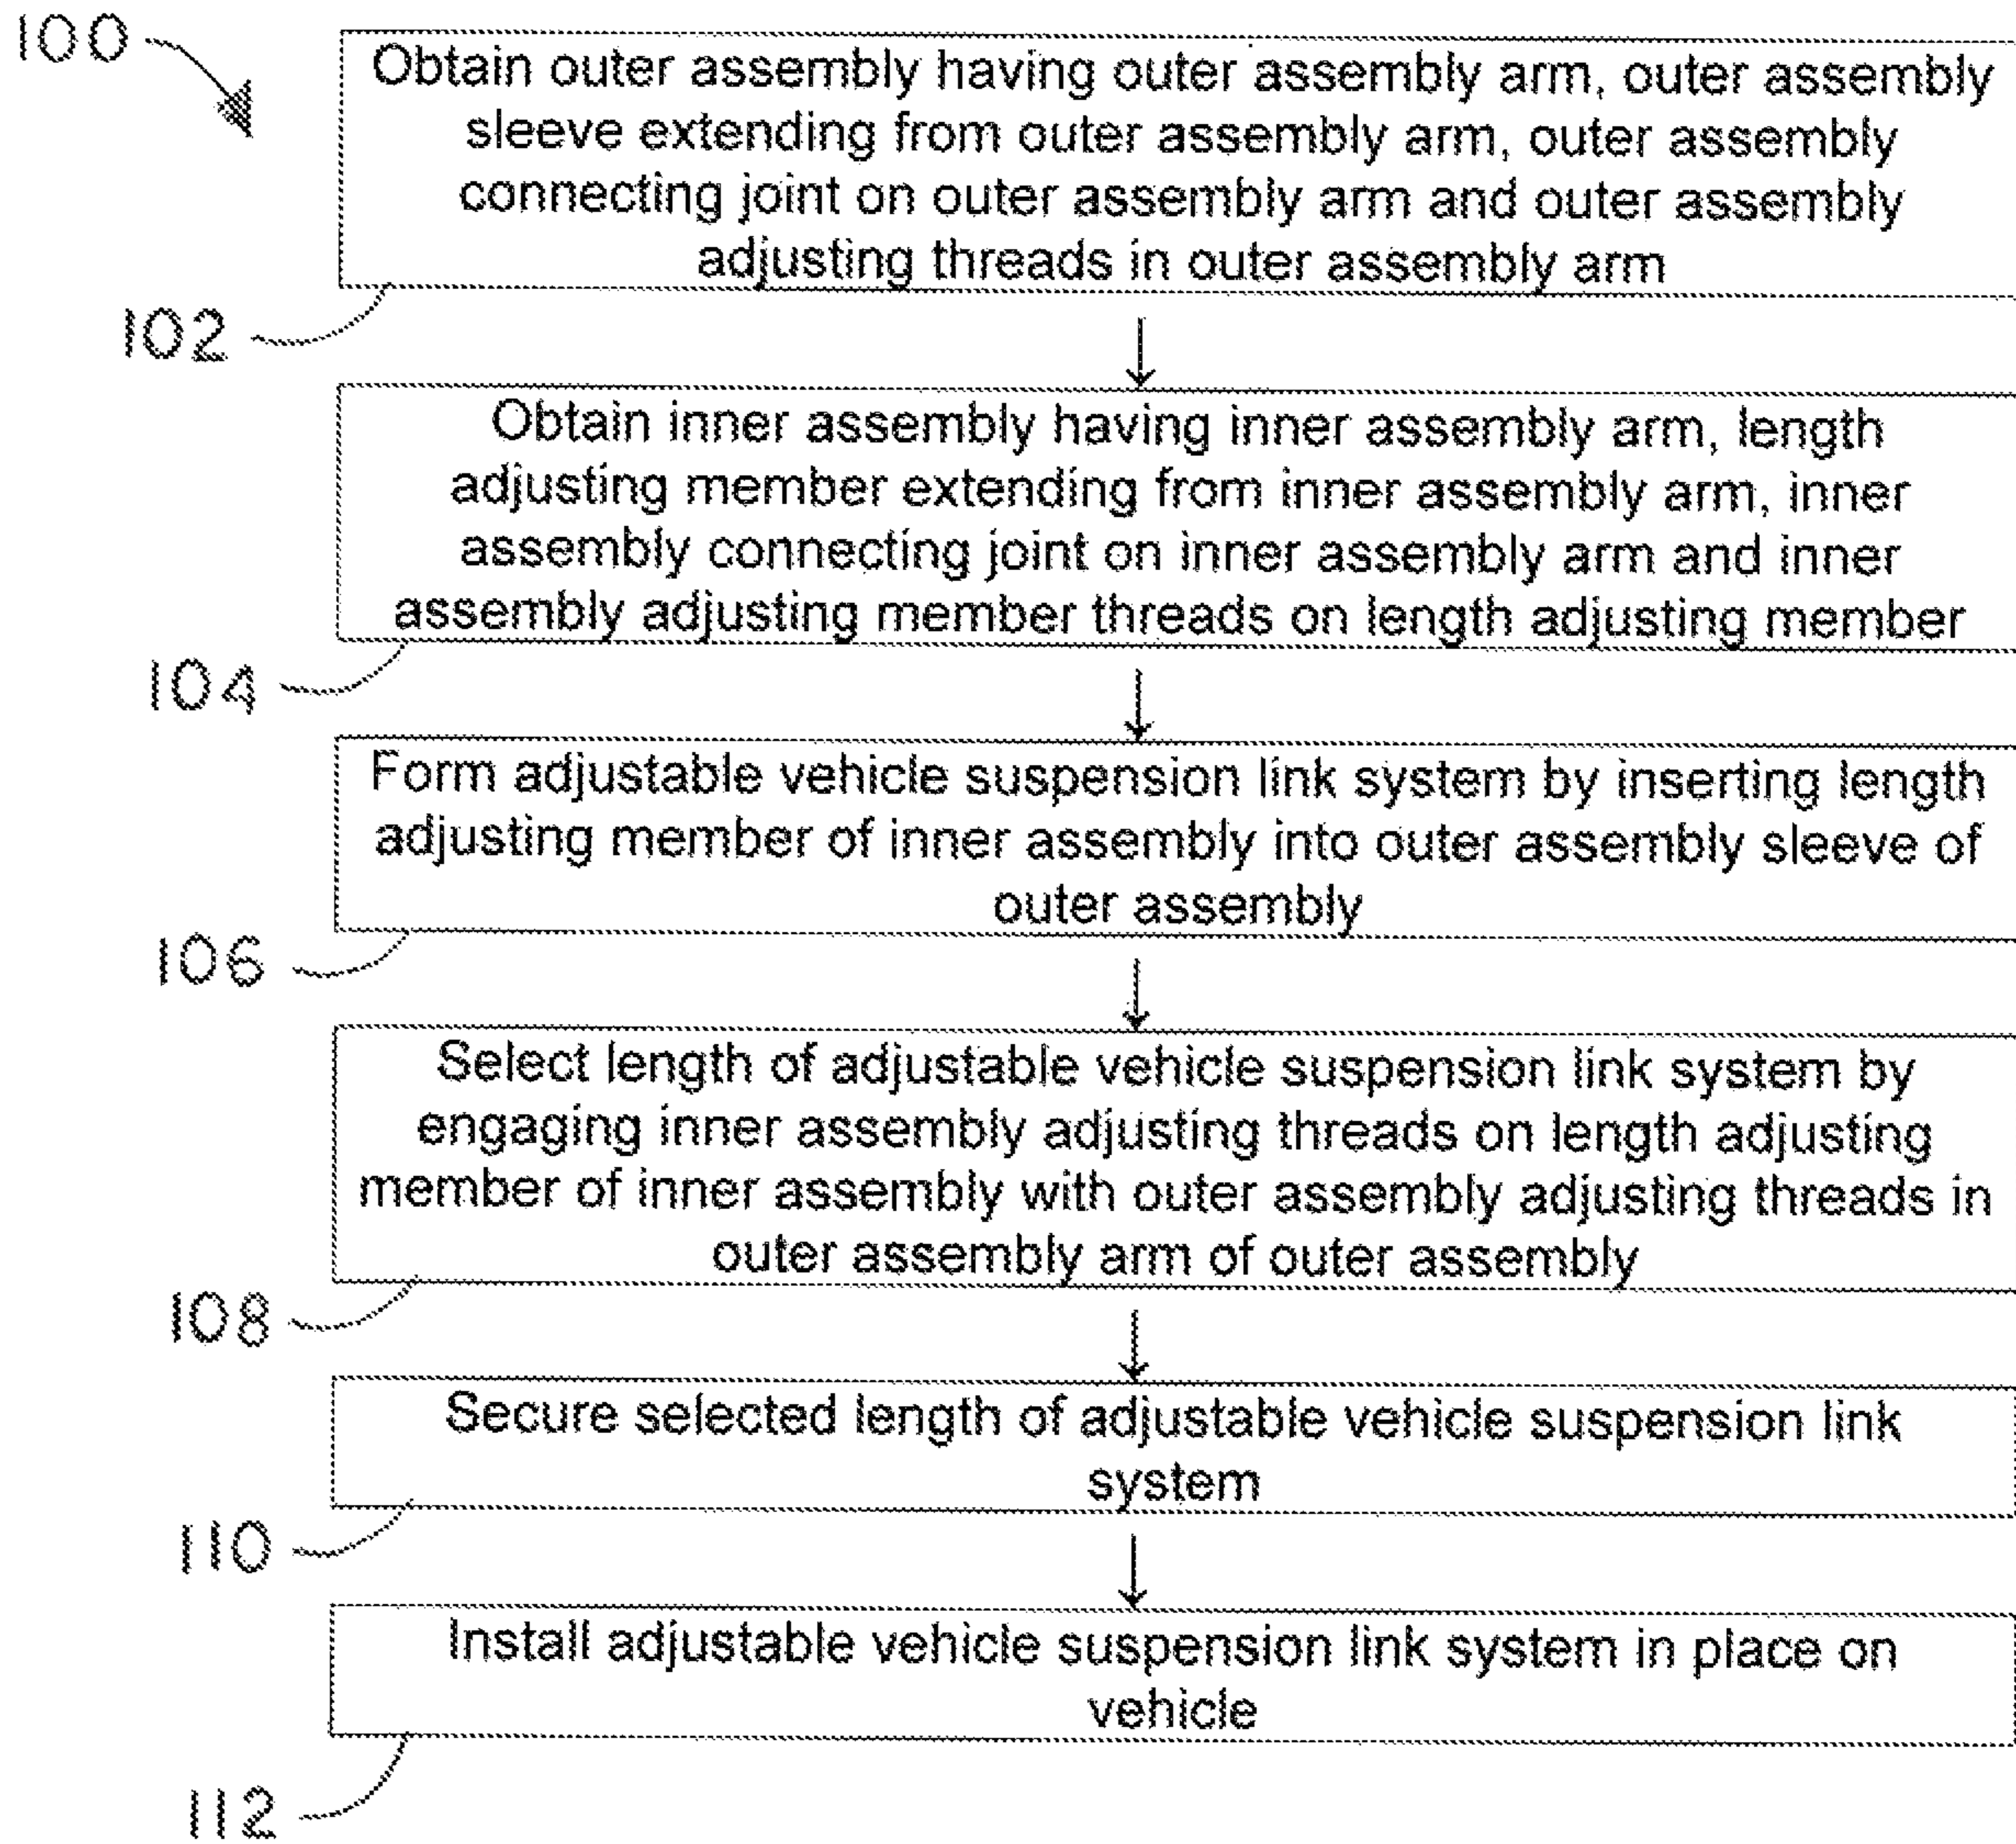 100
Obtain outer assembly having outer assembly arm, outer assembly
sleeve extending from outer assembly arm, outer assembly
connecting joint on outer assembly arm and outer assembly
adjusting threads in outer assembly arm
102
Obtain inner assembly having inner assembly arm, length
adjusting member extending from inner assembly arm, inner
assembly connecting joint on inner assembly arm and inner
assembly adjusting member threads on length adjusting member
104
Form adjustable vehicle suspension link system by inserting length
adjusting member of inner assembly into outer assembly sleeve of
outer assembly
106
Select length of adjustable vehicle suspension link system by
engaging inner assembly adjusting threads on length adjusting
member of inner assembly with outer assembly adjusting threads in
outer assembly arm of outer assembly
108
Secure selected length of adjustable vehicle suspension link
system
110
Install adjustable vehicle suspension link system in place on
vehicle
112